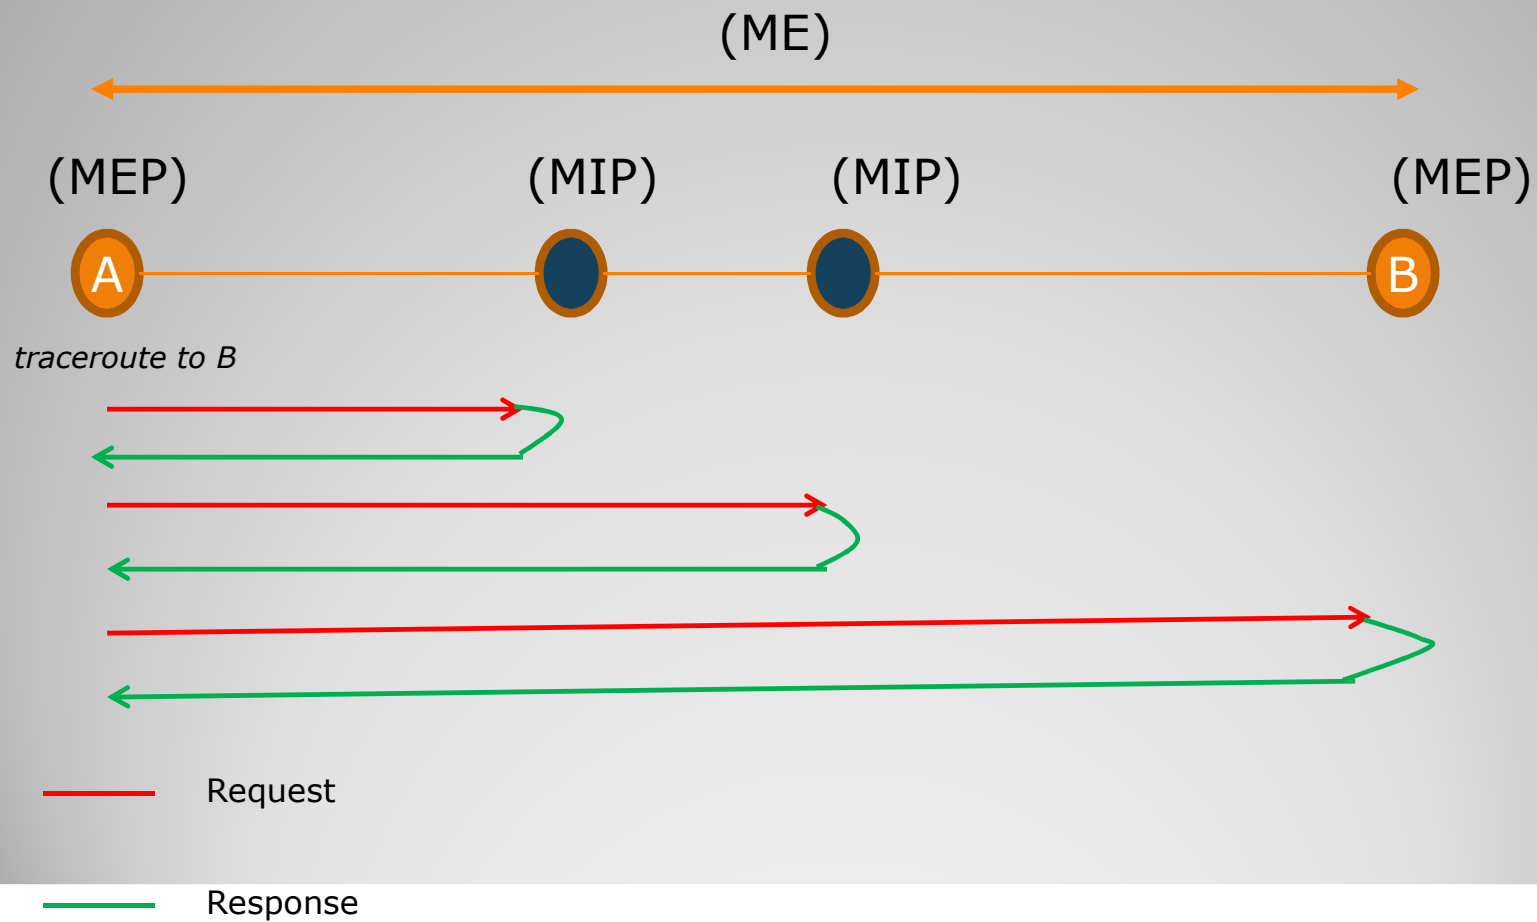 (ME)
(MEP) (MIP) (MIP) (MEP)
A B
traceroute to B
Request
Response